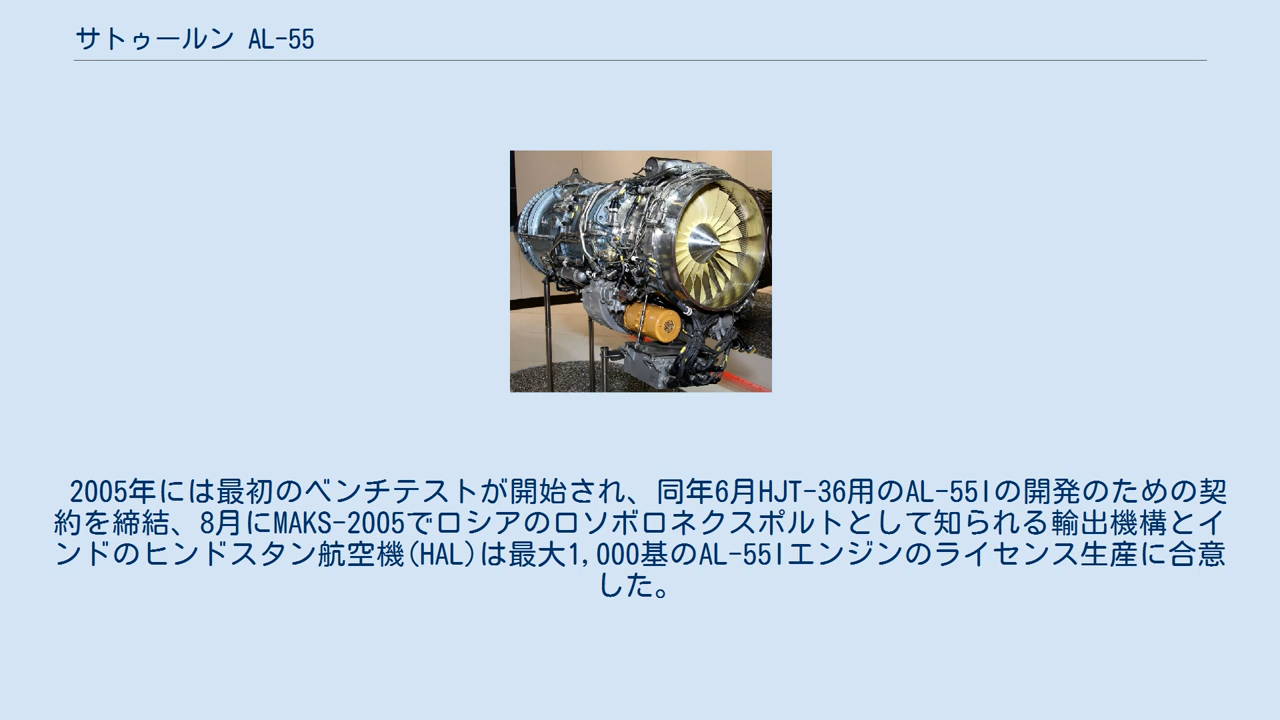 サトゥールン AL-55
2005年には最初のベンチテストが開始され、同年6月HJT-36用のAL-55Iの開発のための契
約を締結、8月にMAKS-2005でロシアのロソボロネクスポルトとして知られる輸出機構とイ
ンドのヒンドスタン航空機(HAL)は最大1,000基のAL-55Iエンジンのライセンス生産に合意
した。